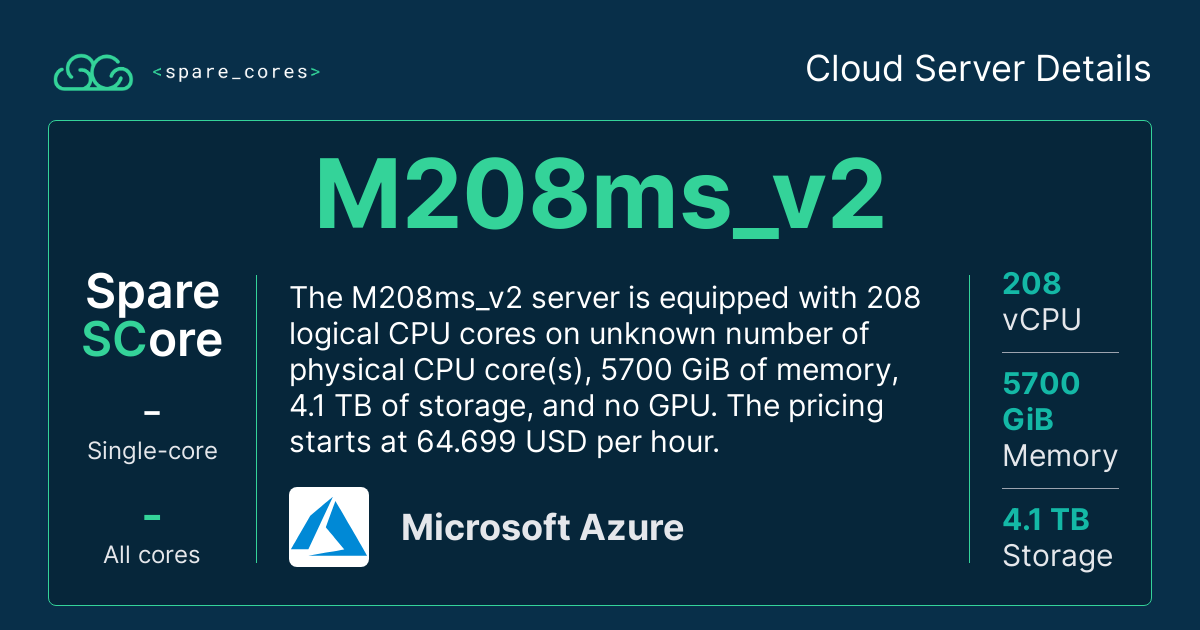 <spare_cores>
Cloud Server Details
M208ms_v2
Spare
SCore
–
Single-core
–
All cores
The M208ms_v2 server is equipped with 208
logical CPU cores on unknown number of
physical CPU core(s), 5700 GiB of memory,
4.1 TB of storage, and no GPU. The pricing
starts at 64.699 USD per hour.
Microsoft Azure
208
vCPU
5700
GiB
Memory
4.1 TB
Storage